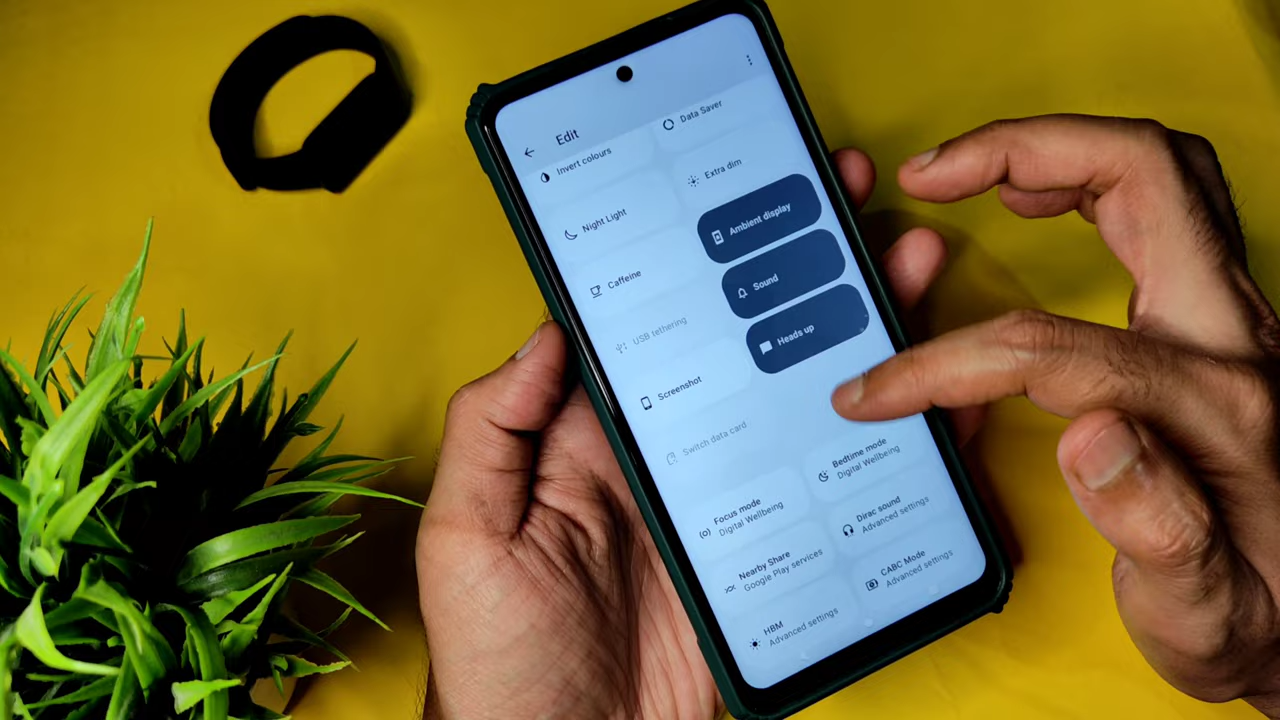 Edit
Invert colours
Data Saver
Night Light
Extra dim
Caffeine
Ambient display
USB tethering
Sound
Screenshot
Heads up
Switch data card
Focus mode
Digital Wellbeing
Bedtime mode
Digital Wellbeing
Nearby Share
Google Play services
Dirac sound
Advanced settings
HBM
Advanced settings
CABC Mode
Advanced settings